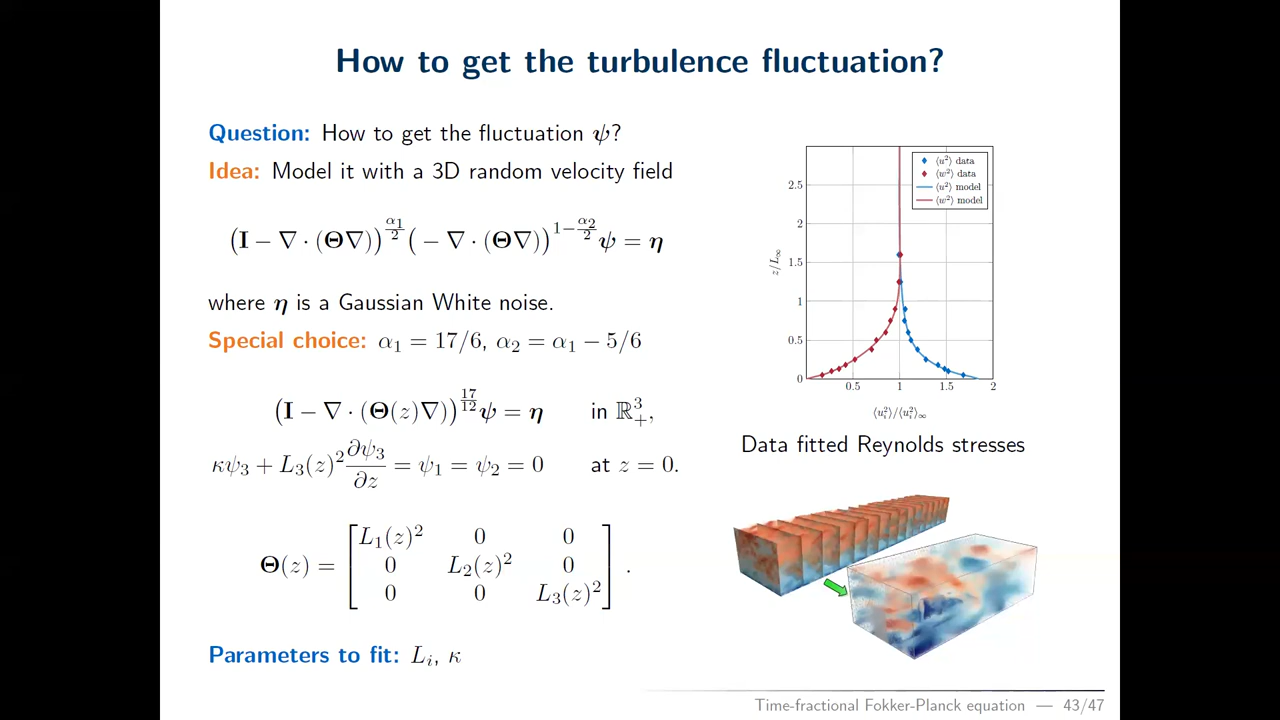 How to get the turbulence fluctuation?
Question: How to get the fluctuation ψ?
Idea: Model it with a 3D random velocity field
(I − ∇ · (Θ∇))^{α₁/2} (− ∇ · (Θ∇))^{1−α₂/2} ψ = η
where η is a Gaussian White noise.
Special choice: α₁ = 17/6, α₂ = α₁ − 5/6
(I − ∇ · (Θ(z)∇))^{17/12} ψ = η in ℝ³₊,
κψ₃ + L₃(z)² ∂ψ₃/∂z = ψ₁ = ψ₂ = 0 at z = 0.
Θ(z) = [L₁(z)² 0 0
0 L₂(z)² 0
0 0 L₃(z)²] .
Parameters to fit: Lᵢ, κ
⟨u²⟩ data
⟨w²⟩ data
⟨u²⟩ model
⟨w²⟩ model
2.5
2
1.5
1
0.5
0
z/L∞
0.5 1 1.5 2
⟨uᵢ²⟩/⟨uᵢ²⟩∞
Data fitted Reynolds stresses
Time-fractional Fokker-Planck equation — 43/47